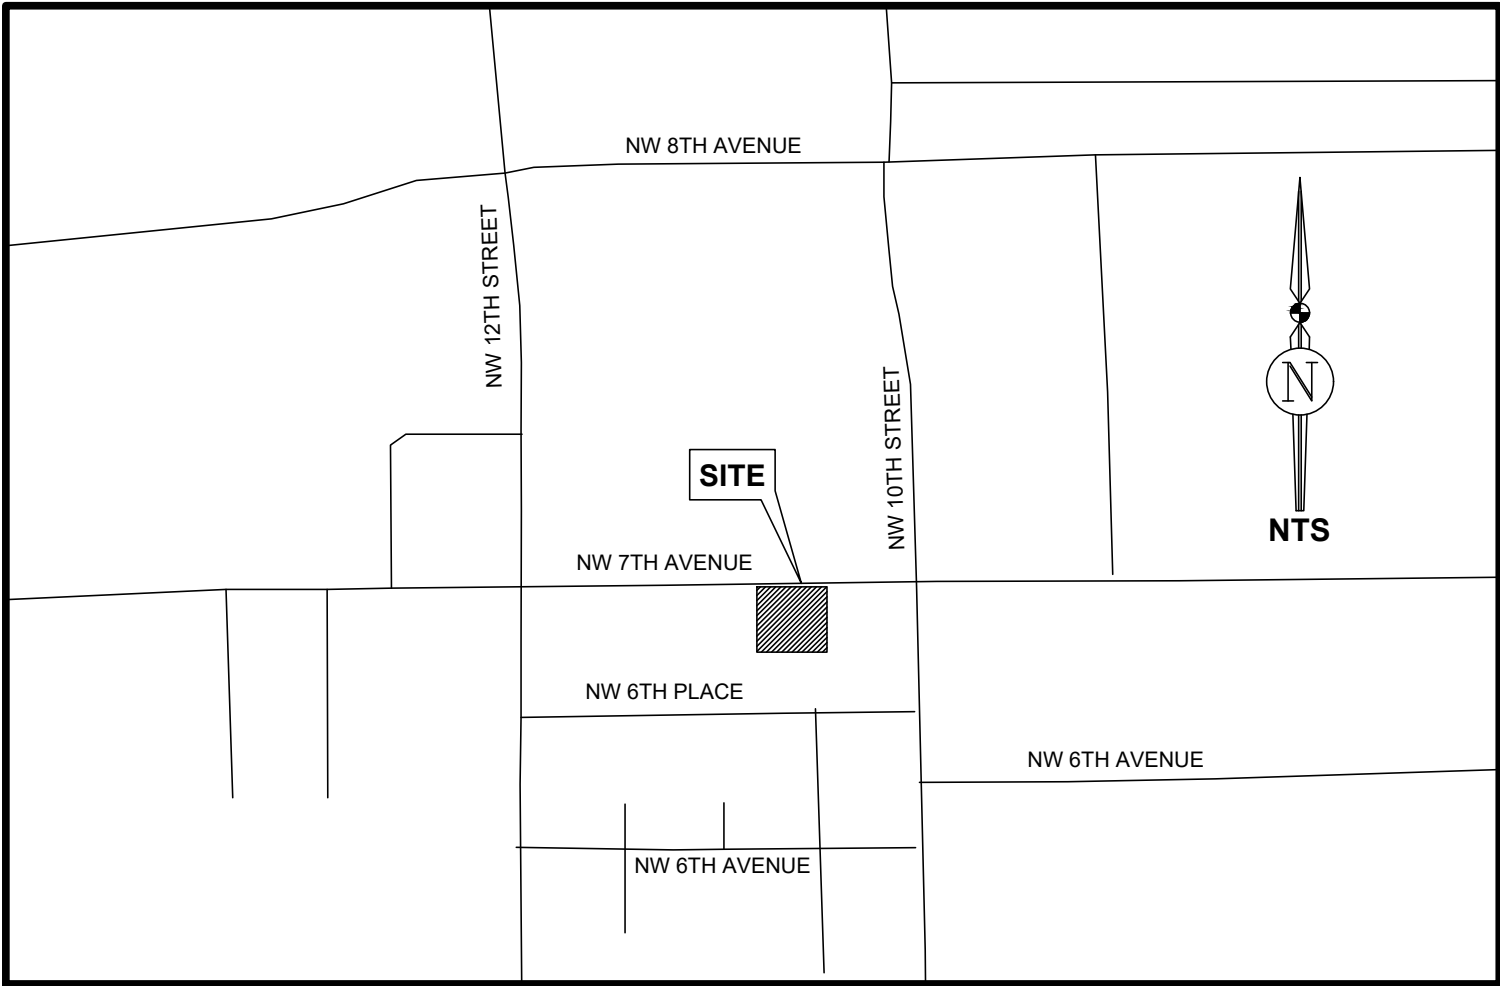 NW 8TH AVENUE
NW 12TH STREET
NW 10TH STREET
N
SITE
NTS
NW 7TH AVENUE
NW 6TH PLACE
NW 6TH AVENUE
NW 6TH AVENUE